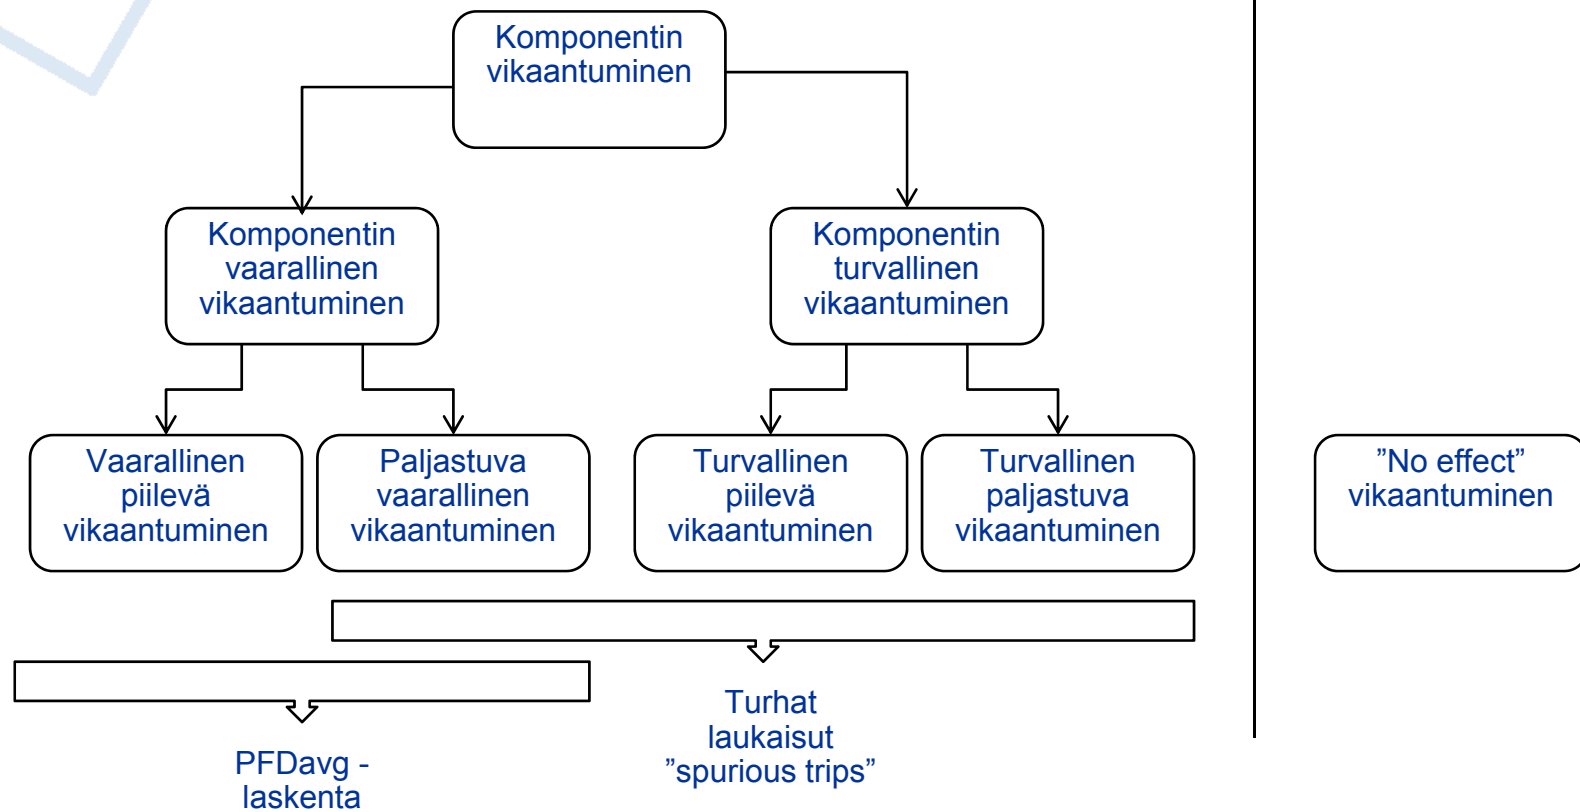 Komponentin
vikaantuminen
Komponentin
vaarallinen
vikaantuminen
Komponentin
turvallinen
vikaantuminen
Vaarallinen
piilevä
vikaantuminen
Paljastuva
vaarallinen
vikaantuminen
Turvallinen
piilevä
vikaantuminen
Turvallinen
paljastuva
vikaantuminen
”No effect”
vikaantuminen
Turhat
laukaisut
”spurious trips”
PFDavg -
laskenta